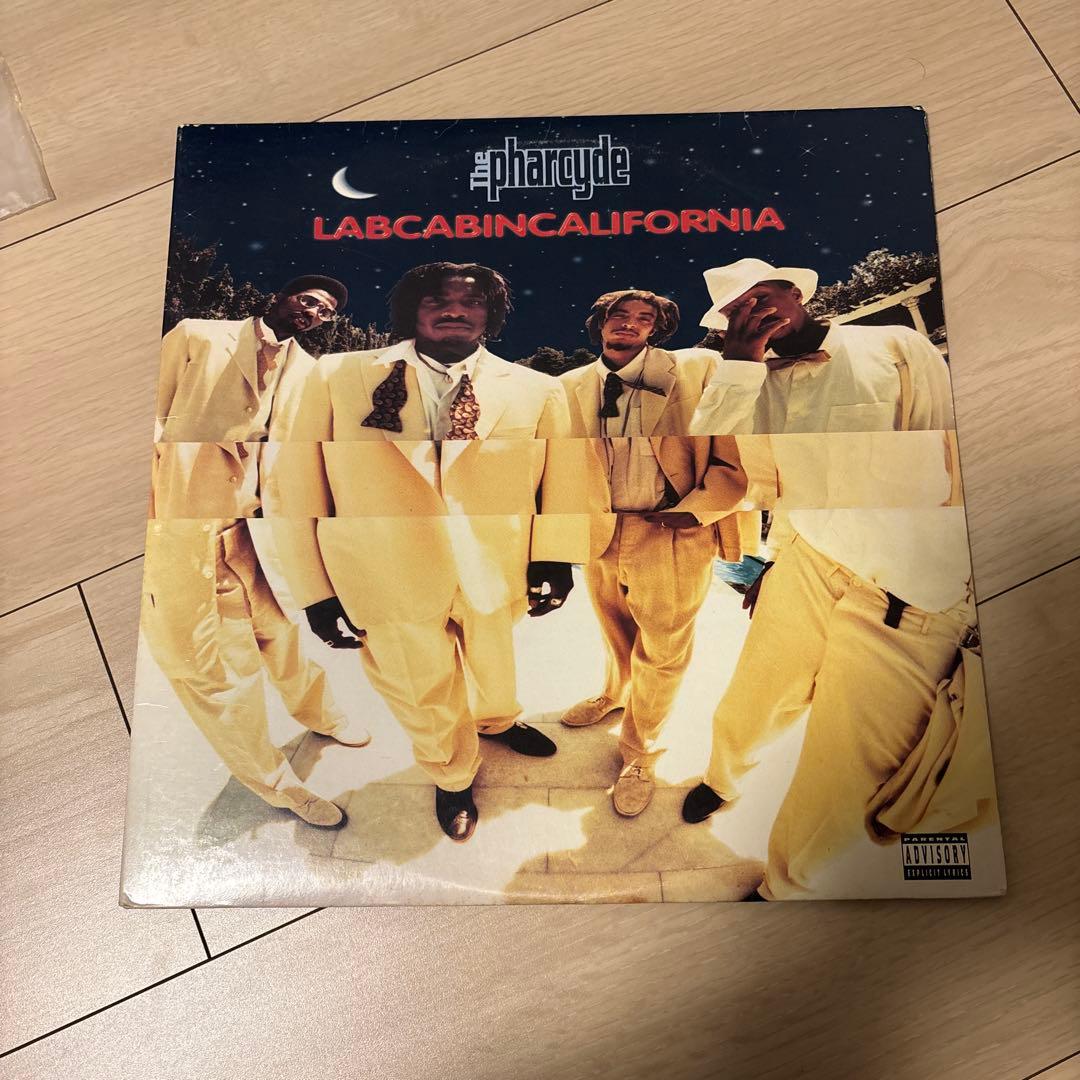 The pharcyde
LABCABINCALIFORNIA
PARENTAL
ADVISORY
EXPLICIT LYRICS